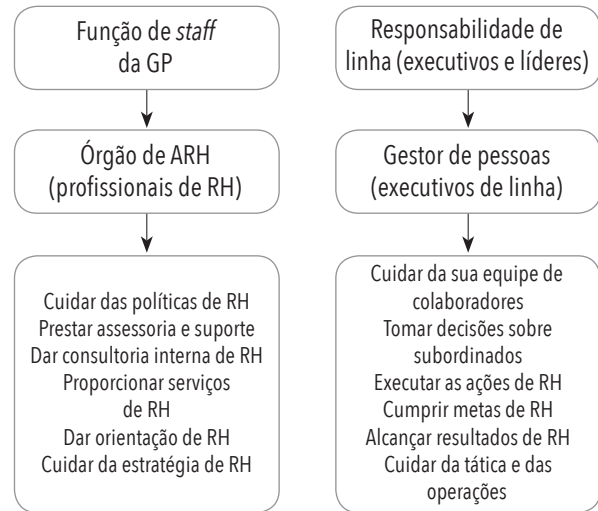 Função de staff
da GP
Órgão de ARH
(profissionais de RH)
Cuidar das políticas de RH
Prestar assessoria e suporte
Dar consultoria interna de RH
Proporcionar serviços
de RH
Dar orientação de RH
Cuidar da estratégia de RH
Responsabilidade de
linha (executivos e líderes)
Gestor de pessoas
(executivos de linha)
Cuidar da sua equipe de
colaboradores
Tomar decisões sobre
subordinados
Executar as ações de RH
Cumprir metas de RH
Alcançar resultados de RH
Cuidar da tática e das
operações